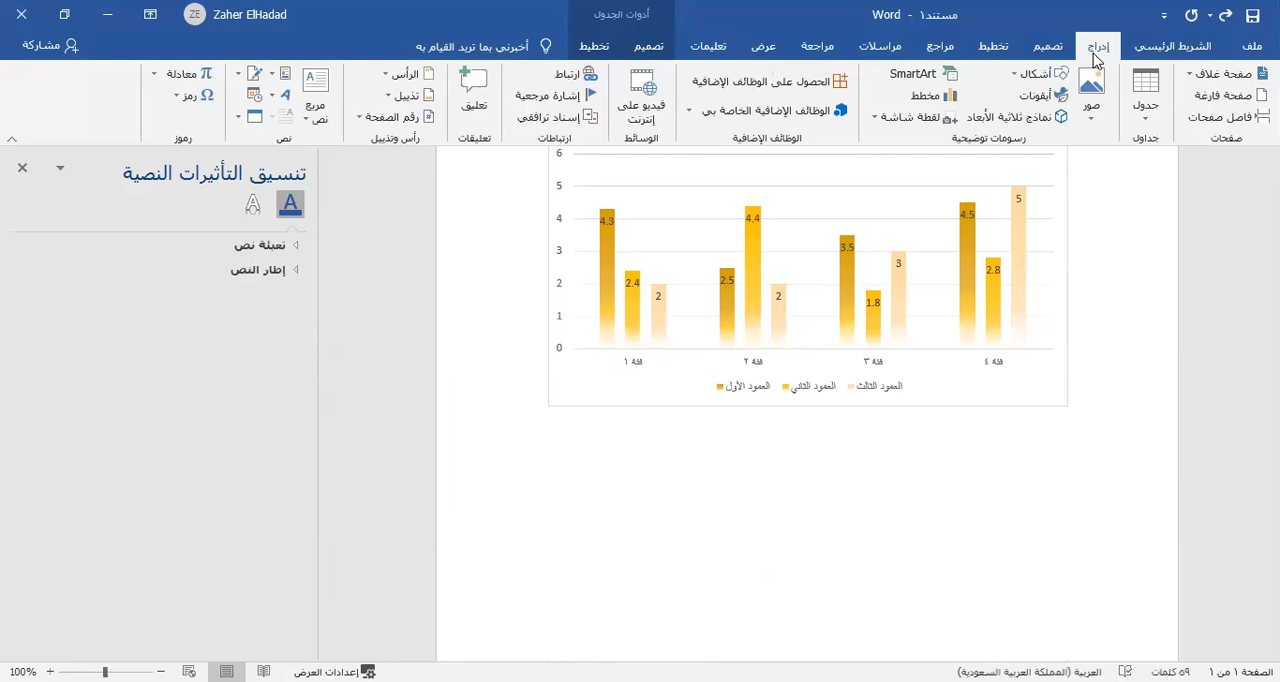 مستند١ - Word
أدوات الجدول
Zaher ElHadad
ZE
ملف
الشريط الرئيسي
إدراج
تصميم
تخطيط
مراجع
مراسلات
مراجعة
عرض
تعليمات
تصميم
تخطيط
أخبرني بما تريد القيام به
مشاركة
صفحة غلاف
صفحة فارغة
فاصل صفحات
صفحات
جدول
جداول
صور
أشكال
أيقونات
نماذج ثلاثية الأبعاد
SmartArt
مخطط
لقطة شاشة
رسومات توضيحية
الحصول على الوظائف الإضافية
الوظائف الإضافية الخاصة بي
الوظائف الإضافية
فيديو على
إنترنت
الوسائط
ارتباط
إشارة مرجعية
إسناد ترافقي
ارتباطات
تعليق
تعليقات
الرأس
تذييل
رقم الصفحة
رأس وتذييل
مربع
نص
نص
معادلة
رمز
رموز
تنسيق التأثيرات النصية
تعبئة نص
إطار النص
6
5
4
3
2
1
0
4.3
2.4
2
2.5
4.4
2
3.5
1.8
3
4.5
2.8
5
فئة ١
فئة ٢
فئة ٣
فئة ٤
العمود الأول
العمود الثاني
العمود الثالث
الصفحة ١ من ١
٥٩ كلمات
العربية (المملكة العربية السعودية)
إعدادات العرض
100%